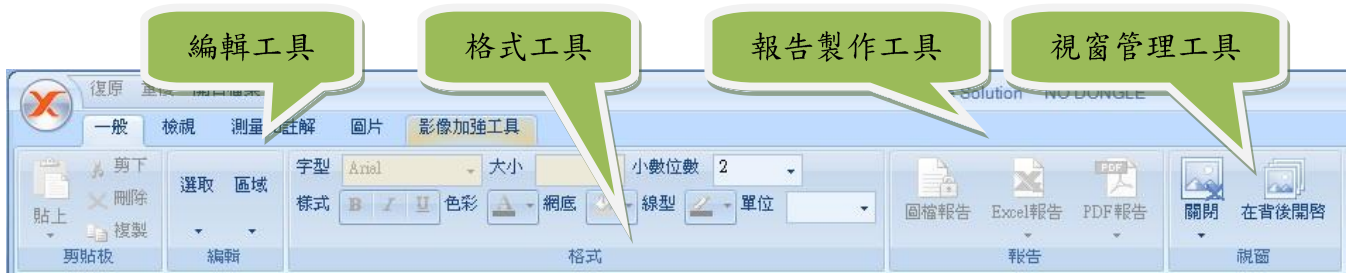 編輯工具
格式工具
報告製作工具
視窗管理工具
復原
Solution NO DONGLE
一般 檢視 測量 註解 圖片 影像加強工具
貼上 剪下 刪除 複製
剪貼板
選取 區域
編輯
字型 Arial 大小 小數位數 2
樣式 B I U 色彩 A 網底 線型 單位
格式
圖檔報告 Excel報告 PDF PDF報告
報告
關閉 在背後開啓
視窗